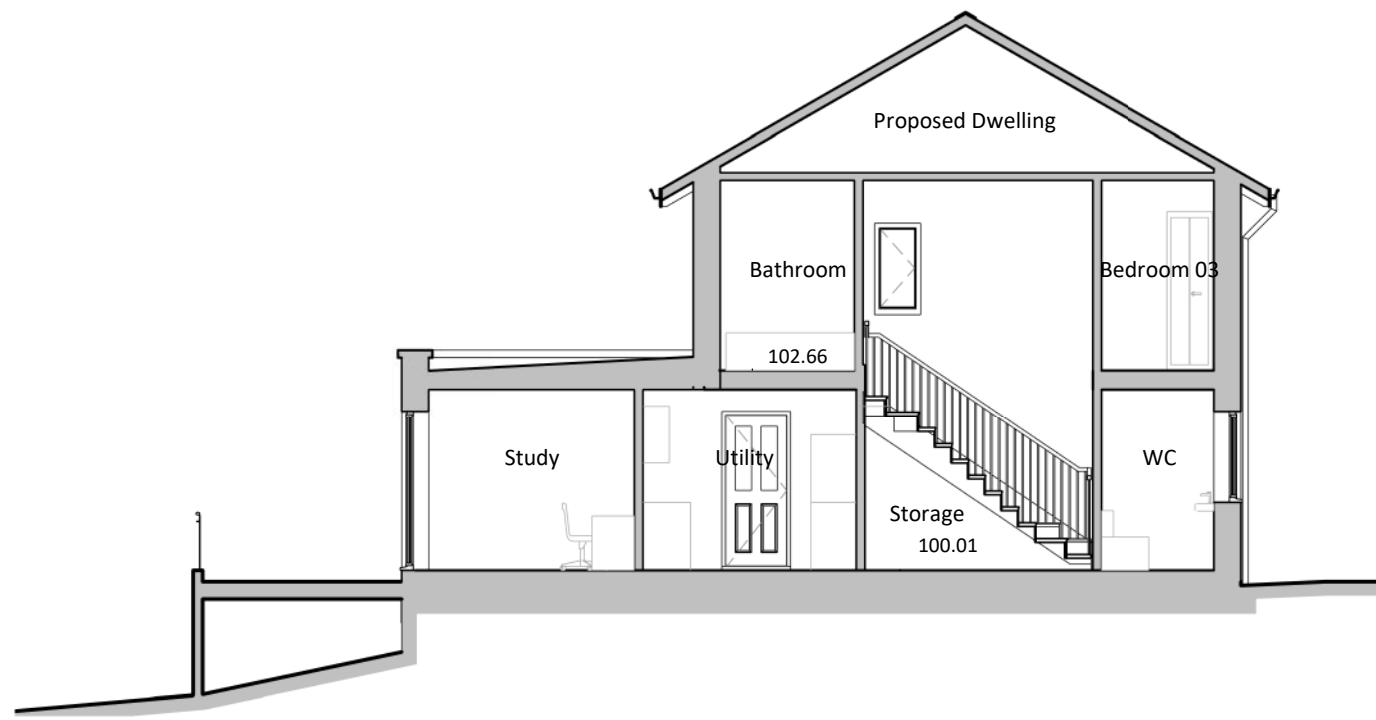 Proposed Dwelling
Bathroom
Bedroom 03
102.66
Study
Utility
WC
Storage
100.01